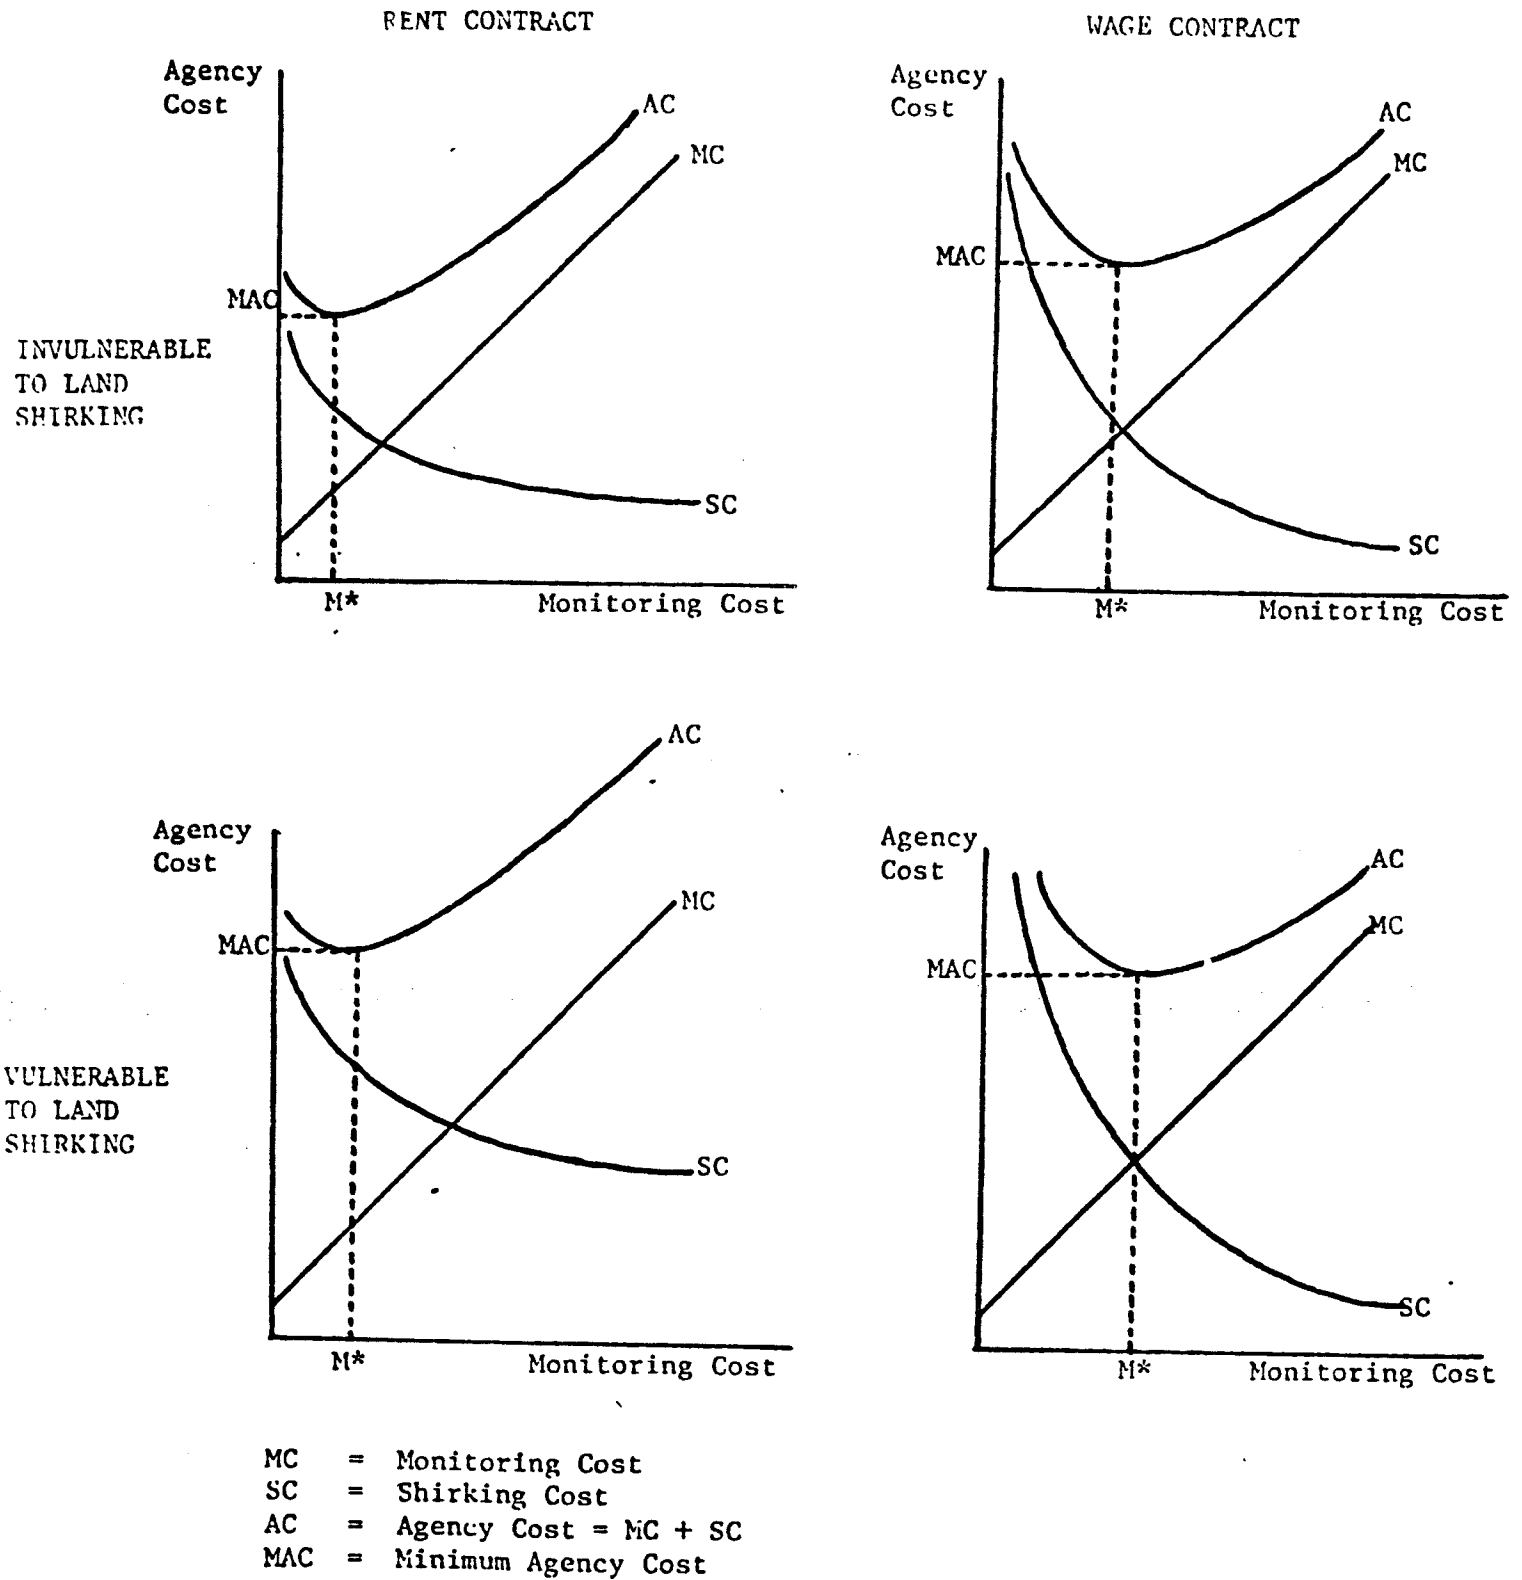 RENT CONTRACT
WAGE CONTRACT
Agency
Cost
AC
MC
MAC
INVULNERABLE
TO LAND
SHIRKING
SC
M*
Monitoring Cost
Agency
Cost
AC
MC
MAC
SC
M*
Monitoring Cost
Agency
Cost
AC
MC
MAC
VULNERABLE
TO LAND
SHIRKING
SC
M*
Monitoring Cost
Agency
Cost
AC
MC
MAC
SC
M*
Monitoring Cost
MC = Monitoring Cost
SC = Shirking Cost
AC = Agency Cost = MC + SC
MAC = Minimum Agency Cost